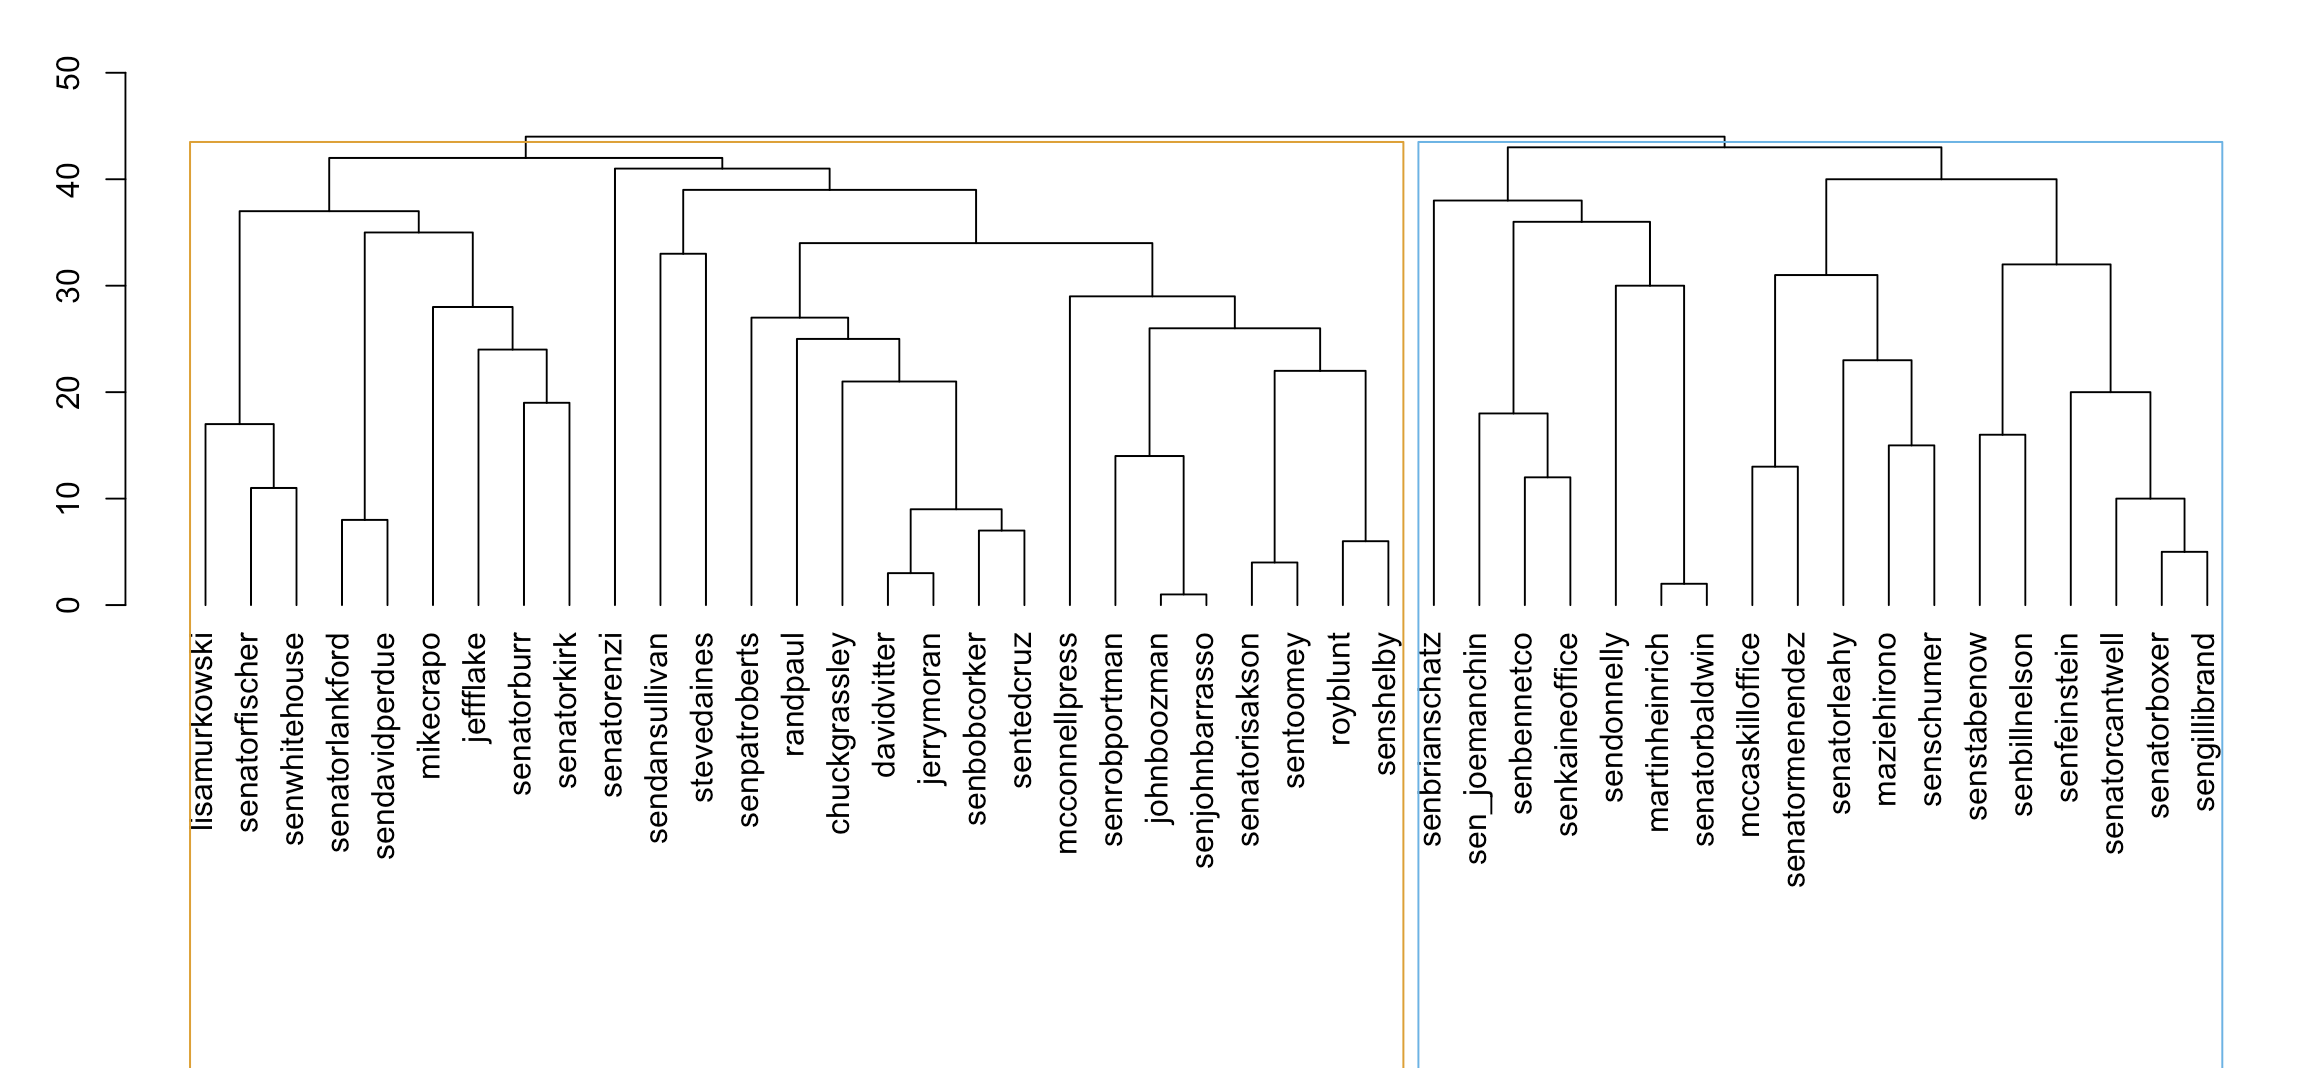 50
40
30
20
10
0
lisamurkowski
senatorfischer
senwhitehouse
senatorlankford
sendavidperdue
mikecrapo
jeffflake
senatorburr
senatorkirk
senatorenzi
sendansullivan
stevedaines
senpatroberts
randpaul
chuckgrassley
davidvitter
jerrymoran
senbobcorker
sentedcruz
mcconnellpress
senrobportman
johnboozman
senjohnbarrasso
senatorisakson
sentoomey
royblunt
senshelby
senbrianschatz
sen_joemanchin
senbennetco
senkaineoffice
sendonnelly
martinheinrich
senatorbaldwin
mccaskilloffice
senatormenendez
senatorleahy
maziehirono
senschumer
senstabenow
senbillnelson
senfeinstein
senatorcantwell
senatorboxer
sengillibrand